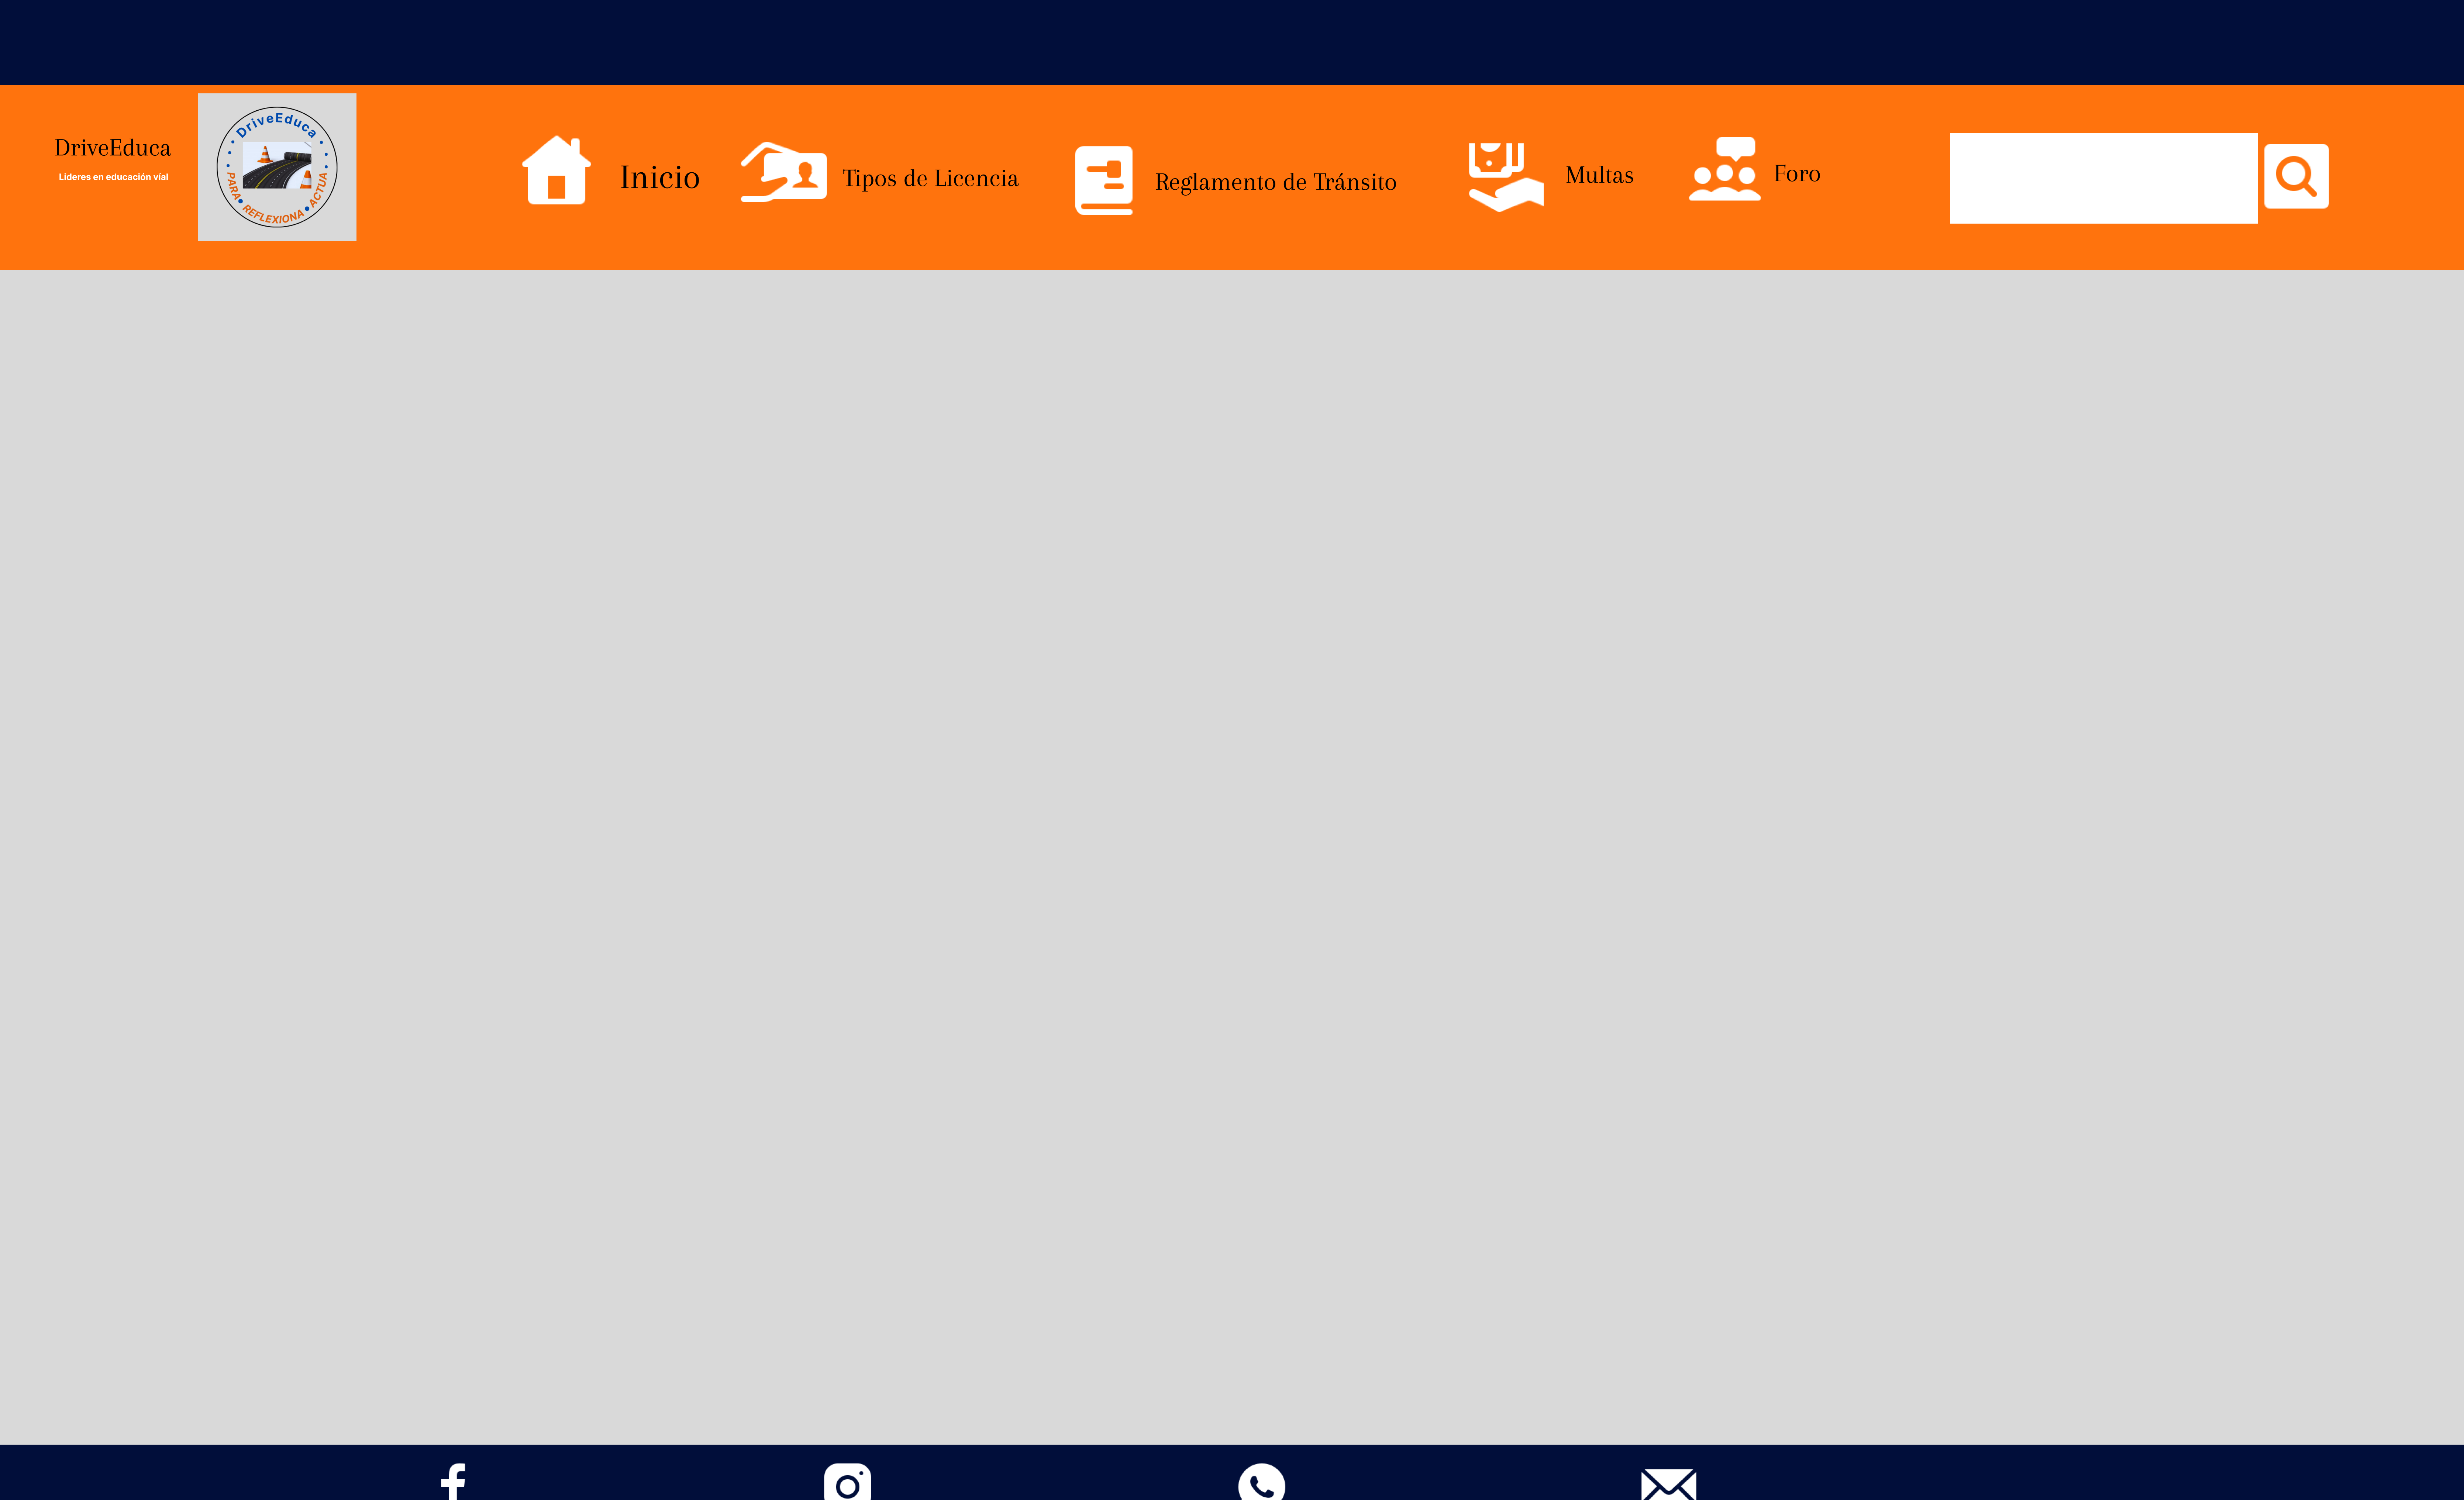 DriveEduca
Lideres en educación vial
DriveEduca
PARA • REFLEXIONA • ACTUA
Inicio
Tipos de Licencia
Reglamento de Tránsito
Multas
Foro